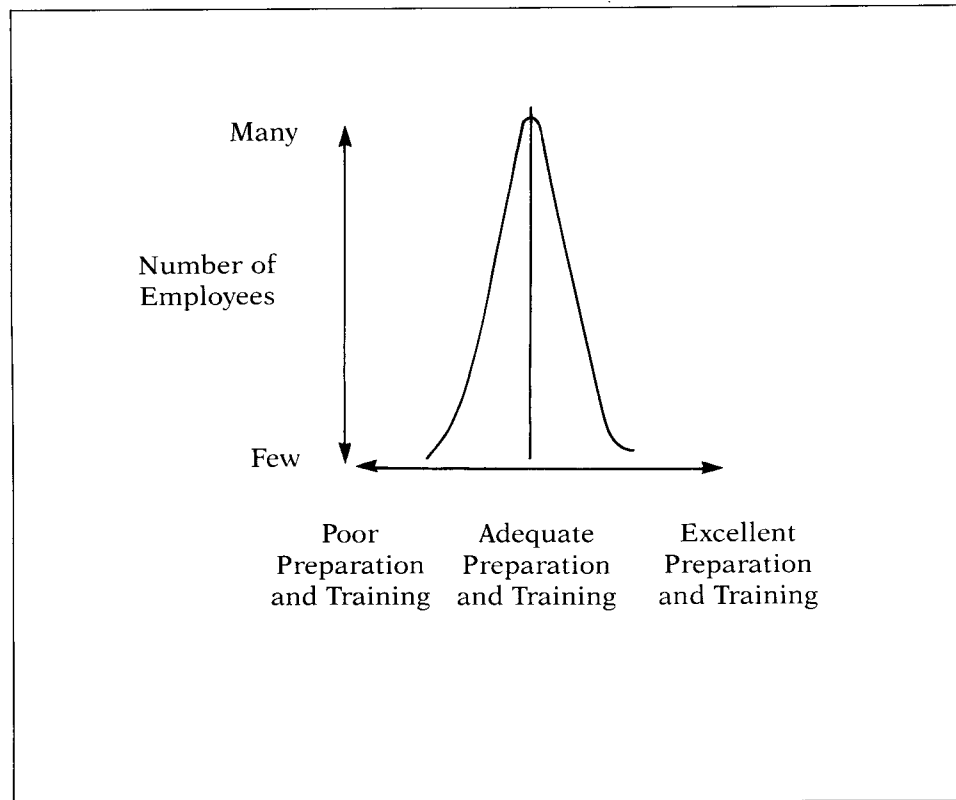 Many
Number of
Employees
Few
Poor
Preparation
and Training
Adequate
Preparation
and Training
Excellent
Preparation
and Training